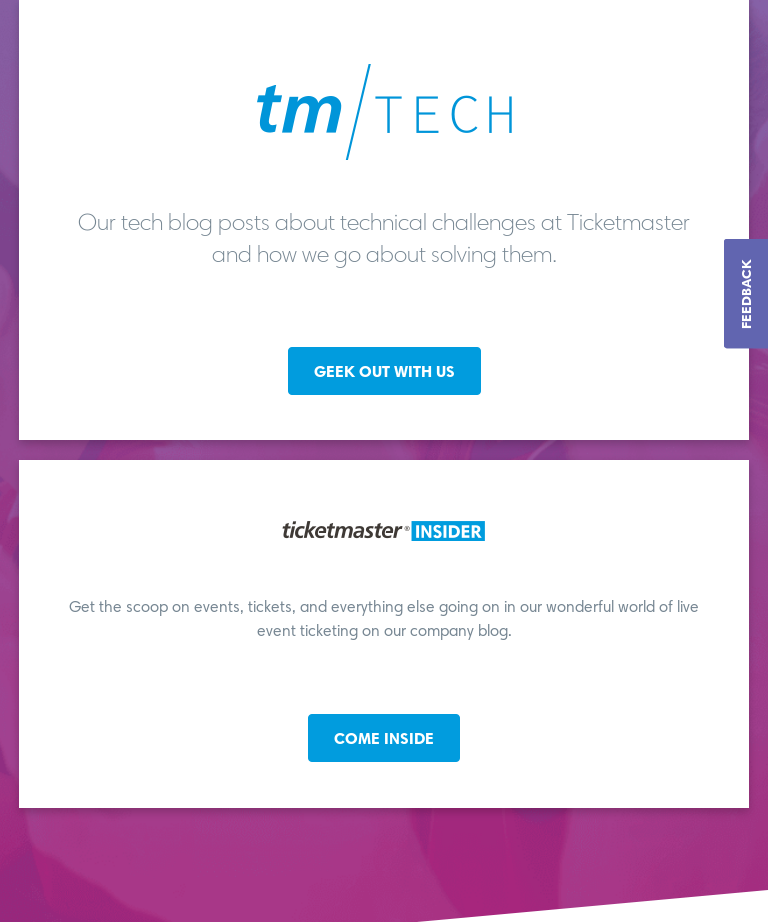 tm/TECH
Our tech blog posts about technical challenges at Ticketmaster
and how we go about solving them.
FEEDBACK
GEEK OUT WITH US
ticketmaster® INSIDER
Get the scoop on events, tickets, and everything else going on in our wonderful world of live
event ticketing on our company blog.
COME INSIDE